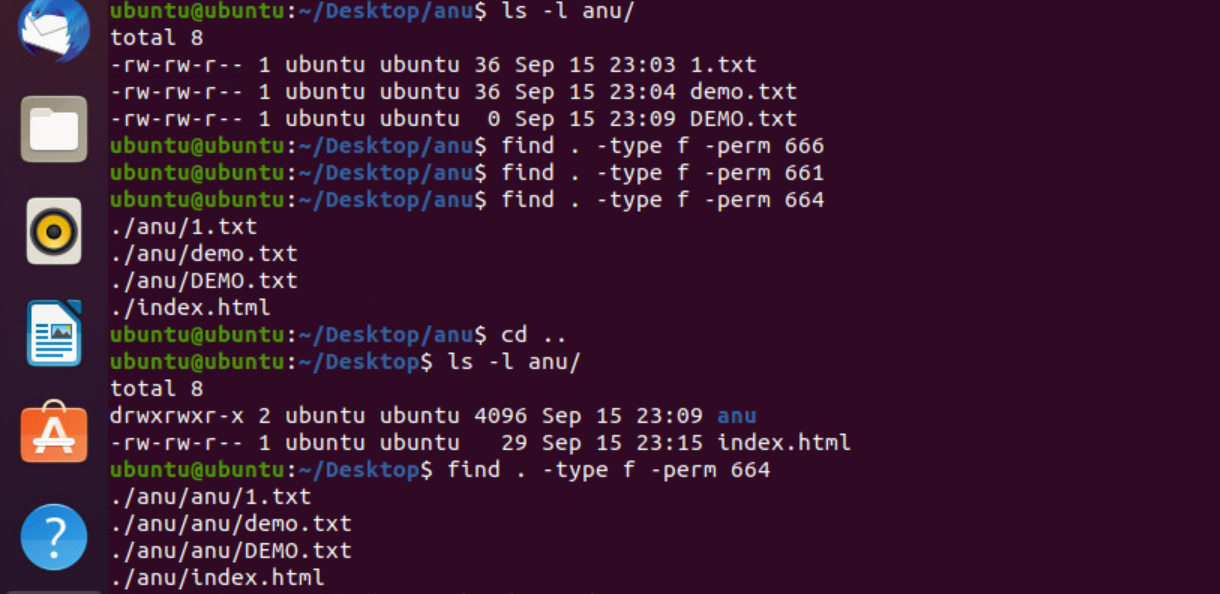 ubuntu@ubuntu:~/Desktop/anu$ ls -l anu/
total 8
-rw-rw-r-- 1 ubuntu ubuntu 36 Sep 15 23:03 1.txt
-rw-rw-r-- 1 ubuntu ubuntu 36 Sep 15 23:04 demo.txt
-rw-rw-r-- 1 ubuntu ubuntu  0 Sep 15 23:09 DEMO.txt
ubuntu@ubuntu:~/Desktop/anu$ find . -type f -perm 666
ubuntu@ubuntu:~/Desktop/anu$ find . -type f -perm 661
ubuntu@ubuntu:~/Desktop/anu$ find . -type f -perm 664
./anu/1.txt
./anu/demo.txt
./anu/DEMO.txt
./index.html
ubuntu@ubuntu:~/Desktop/anu$ cd ..
ubuntu@ubuntu:~/Desktop$ ls -l anu/
total 8
drwxrwxr-x 2 ubuntu ubuntu 4096 Sep 15 23:09 anu
-rw-rw-r-- 1 ubuntu ubuntu   29 Sep 15 23:15 index.html
ubuntu@ubuntu:~/Desktop$ find . -type f -perm 664
./anu/anu/1.txt
./anu/anu/demo.txt
./anu/anu/DEMO.txt
./anu/index.html